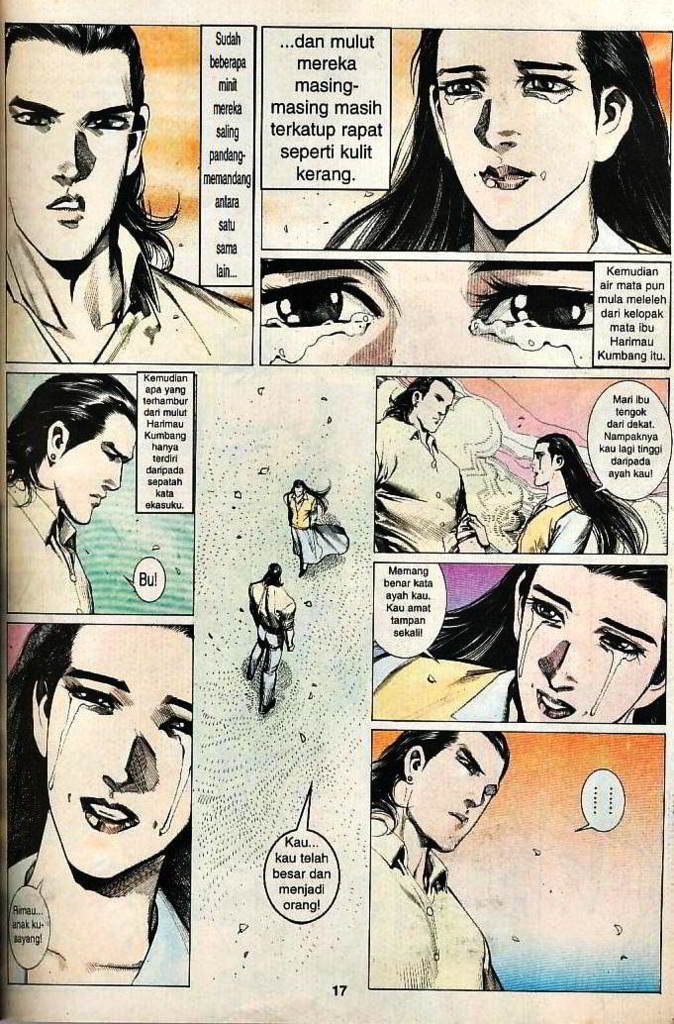 Sudah
beberapa
minit
mereka
saling
pandang-
memandang
antara
satu
sama
lain...
...dan mulut
mereka
masing-
masing masih
terkatup rapat
seperti kulit
kerang.
Kemudian
air mata pun
mula meleleh
dari kelopak
mata ibu
Harimau
Kumbang itu.
Kemudian
apa yang
terhambur
dari mulut
Harimau
Kumbang
hanya
terdiri
daripada
sepatah
kata
ekasuku.
Bu!
Rimau...
anak ku-
sayang!
Kau...
kau telah
besar dan
menjadi
orang!
Mari ibu
tengok
dari dekat.
Nampaknya
kau lagi tinggi
daripada
ayah kau!
Memang
benar kata
ayah kau.
Kau amat
tampan
sekali!
......
17